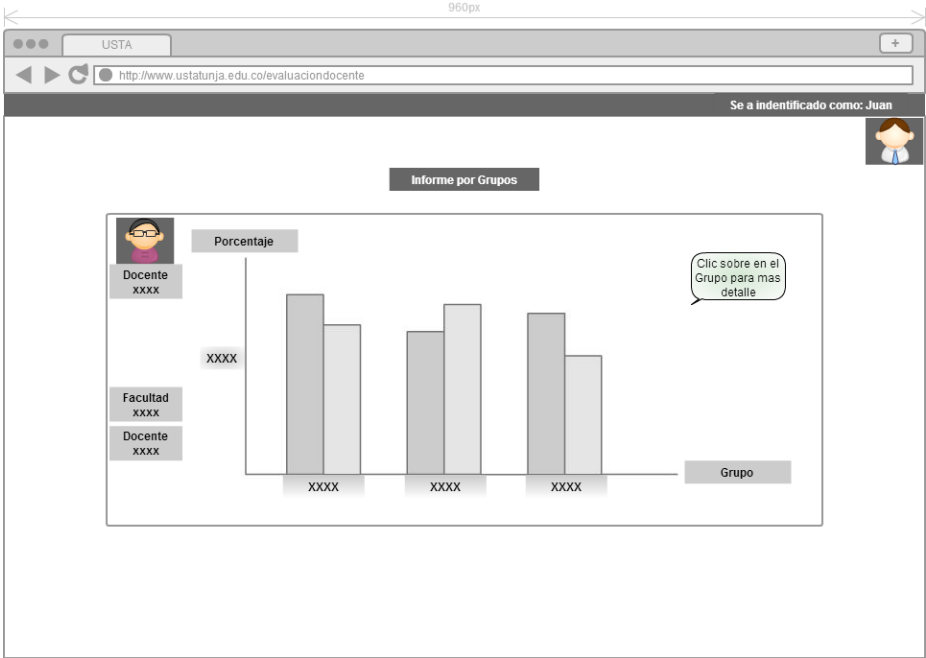 960px
USTA
+
http://www.ustatunja.edu.co/evaluaciondocente
Se a indentificado como: Juan
Informe por Grupos
Porcentaje
Clic sobre en el
Grupo para mas
detalle
Docente
xxxx
XXXX
Facultad
xxxx
Docente
xxxx
Grupo
XXXX
XXXX
XXXX